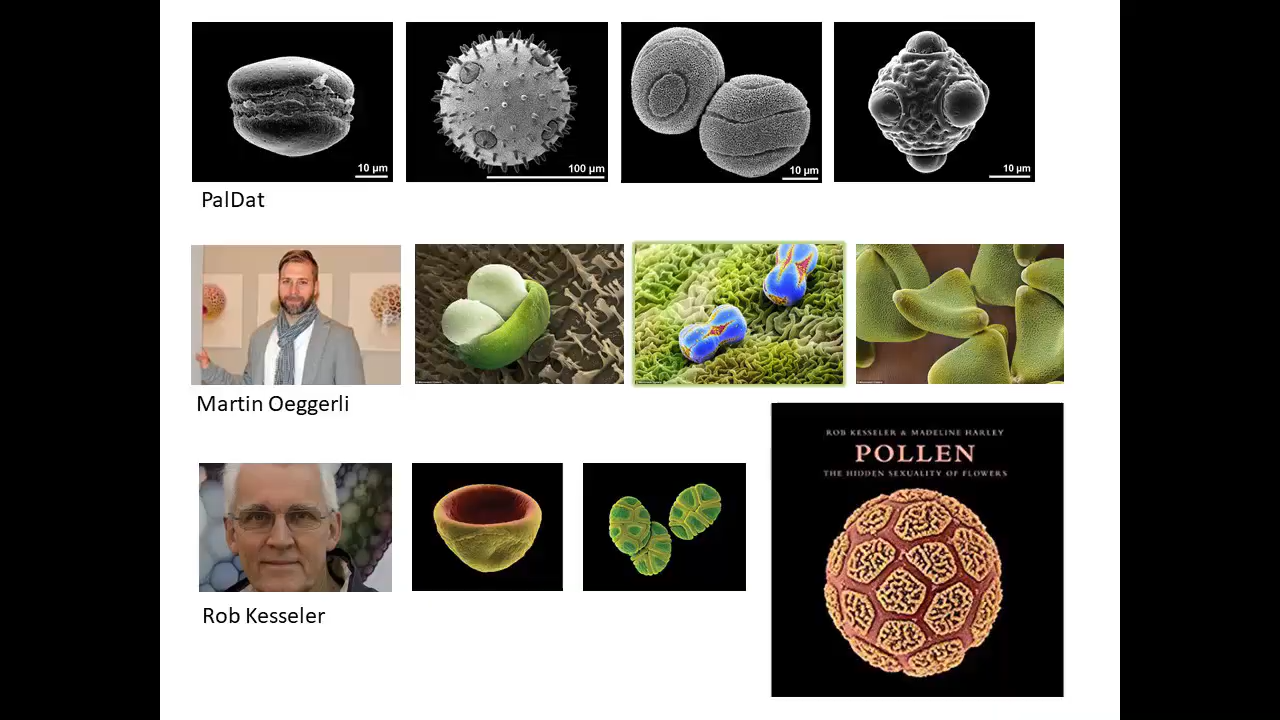 10 µm
100 µm
10 µm
10 µm
PalDat
Martin Oeggerli
ROB KESSELER & MADELINE HARLEY
POLLEN
THE HIDDEN SEXUALITY OF FLOWERS
Rob Kesseler